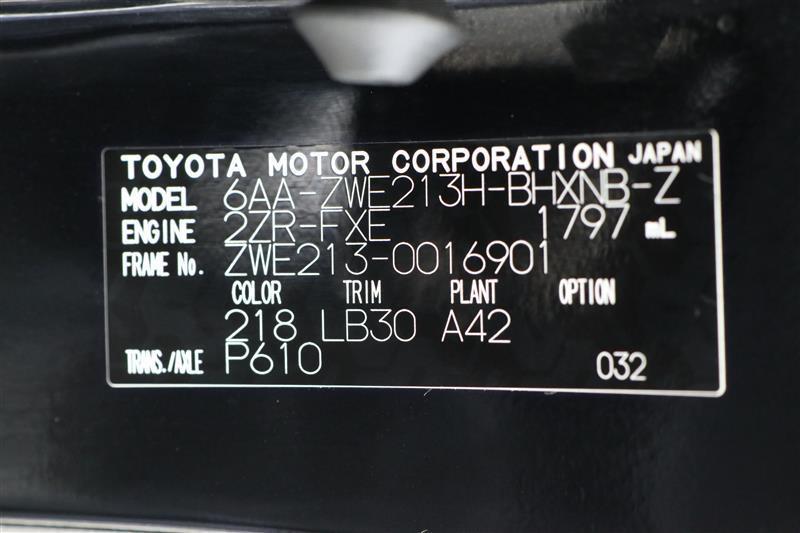 TOYOTA MOTOR CORPORATION JAPAN
MODEL 6AA-ZWE213H-BHXNB-Z
ENGINE 2ZR-FXE 1797 mL
FRAME No. ZWE213-0016901
COLOR TRIM PLANT OPTION
218 LB30 A42
TRANS./AXLE P610 032